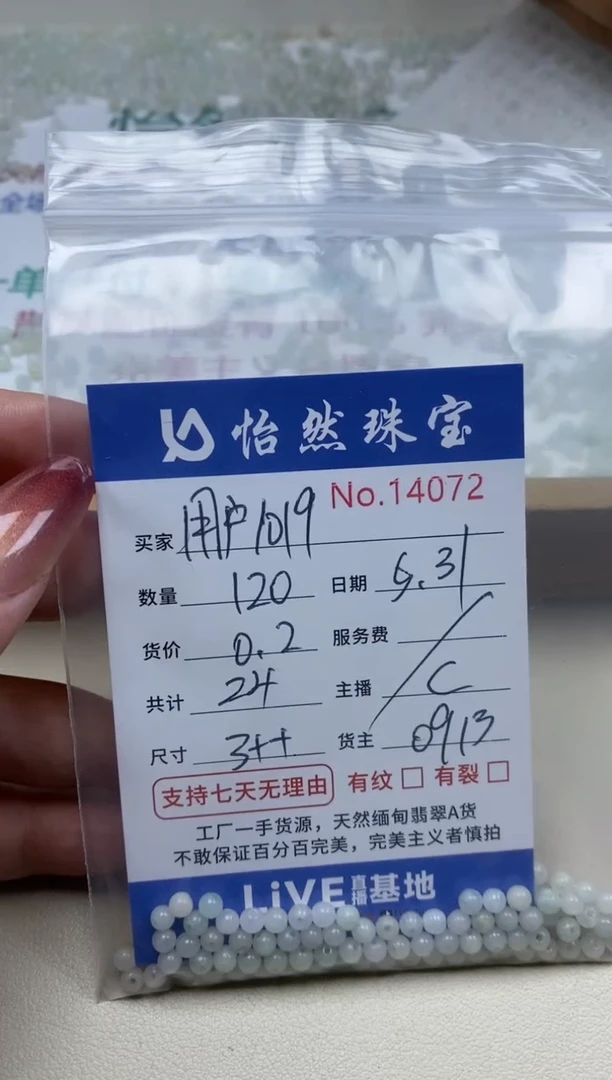 怡然珠宝
No.14072
买家 用户1019
数量 120 日期 5.31
货价 0.2 服务费 /
共计 24 主播 C
尺寸 3++ 货主 0913
支持七天无理由 有纹 □ 有裂 □
工厂一手货源，天然缅甸翡翠A货
不敢保证百分百完美，完美主义者慎拍
LiVE直播基地